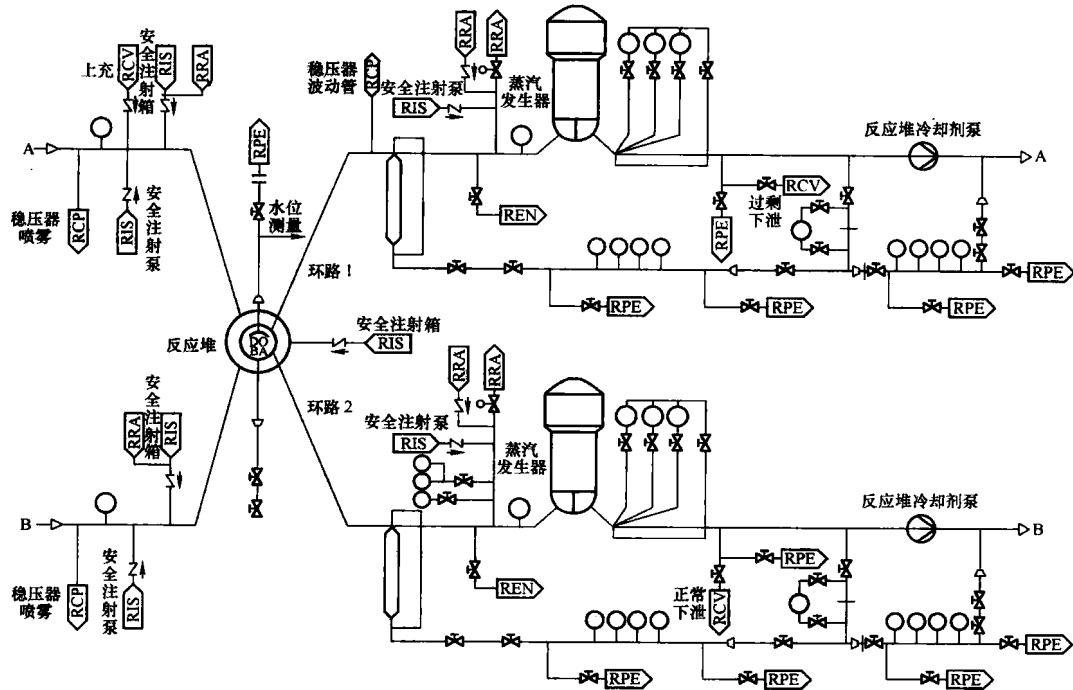 上充
RCV
安全注射箱
RIS
RRA
A
稳压器
喷雾
RCP
RIS
安全注射泵
RPE
水位
测量
稳压器
波动管
RCP
RRA
RRA
安全注射泵
RIS
蒸汽
发生器
反应堆冷却剂泵
A
REN
RPE
RCV
过剩
下泄
RPE
RPE
RPE
RPE
环路 1
反应堆
安全注射箱
RIS
环路 2
安全注射箱
RRA
RIS
B
稳压器
喷雾
RCP
安全注射泵
RIS
RRA
RRA
安全注射泵
RIS
蒸汽
发生器
反应堆冷却剂泵
B
REN
RPE
正常
下泄
RCV
RPE
RPE
RPE
RPE